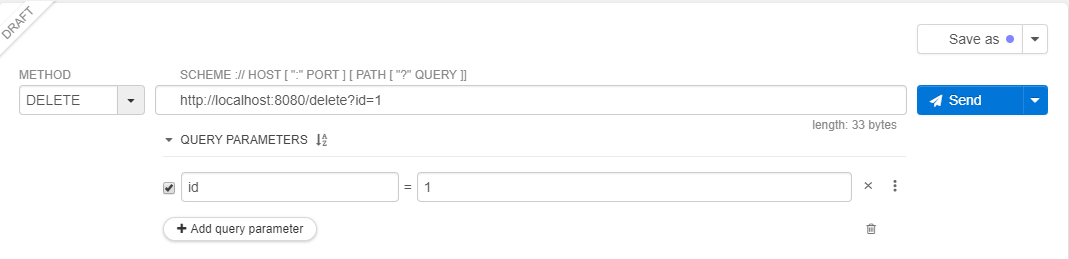 DRAFT
Save as
METHOD
SCHEME :// HOST [ ":" PORT ] [ PATH [ "?" QUERY ]]
DELETE
http://localhost:8080/delete?id=1
Send
length: 33 bytes
QUERY PARAMETERS
id = 1
Add query parameter